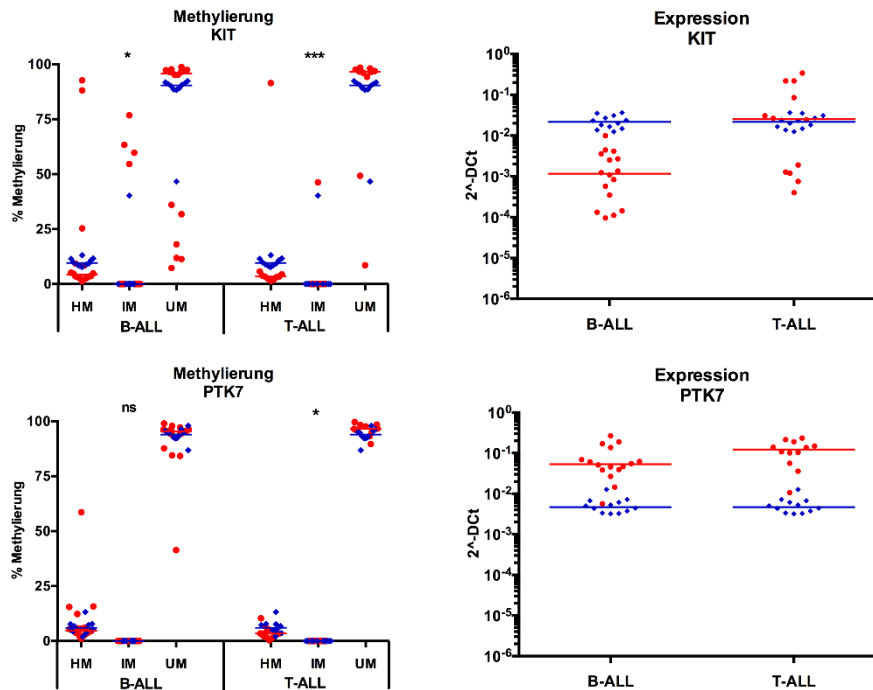 Methylierung
KIT
* ***
100
75
50
25
0
% Methylierung
HM IM UM HM IM UM
B-ALL T-ALL
Expression
KIT
10^0
10^-1
10^-2
10^-3
10^-4
10^-5
10^-6
2^-DCt
B-ALL T-ALL
Methylierung
PTK7
ns *
100
75
50
25
0
% Methylierung
HM IM UM HM IM UM
B-ALL T-ALL
Expression
PTK7
10^0
10^-1
10^-2
10^-3
10^-4
10^-5
10^-6
2^-DCt
B-ALL T-ALL